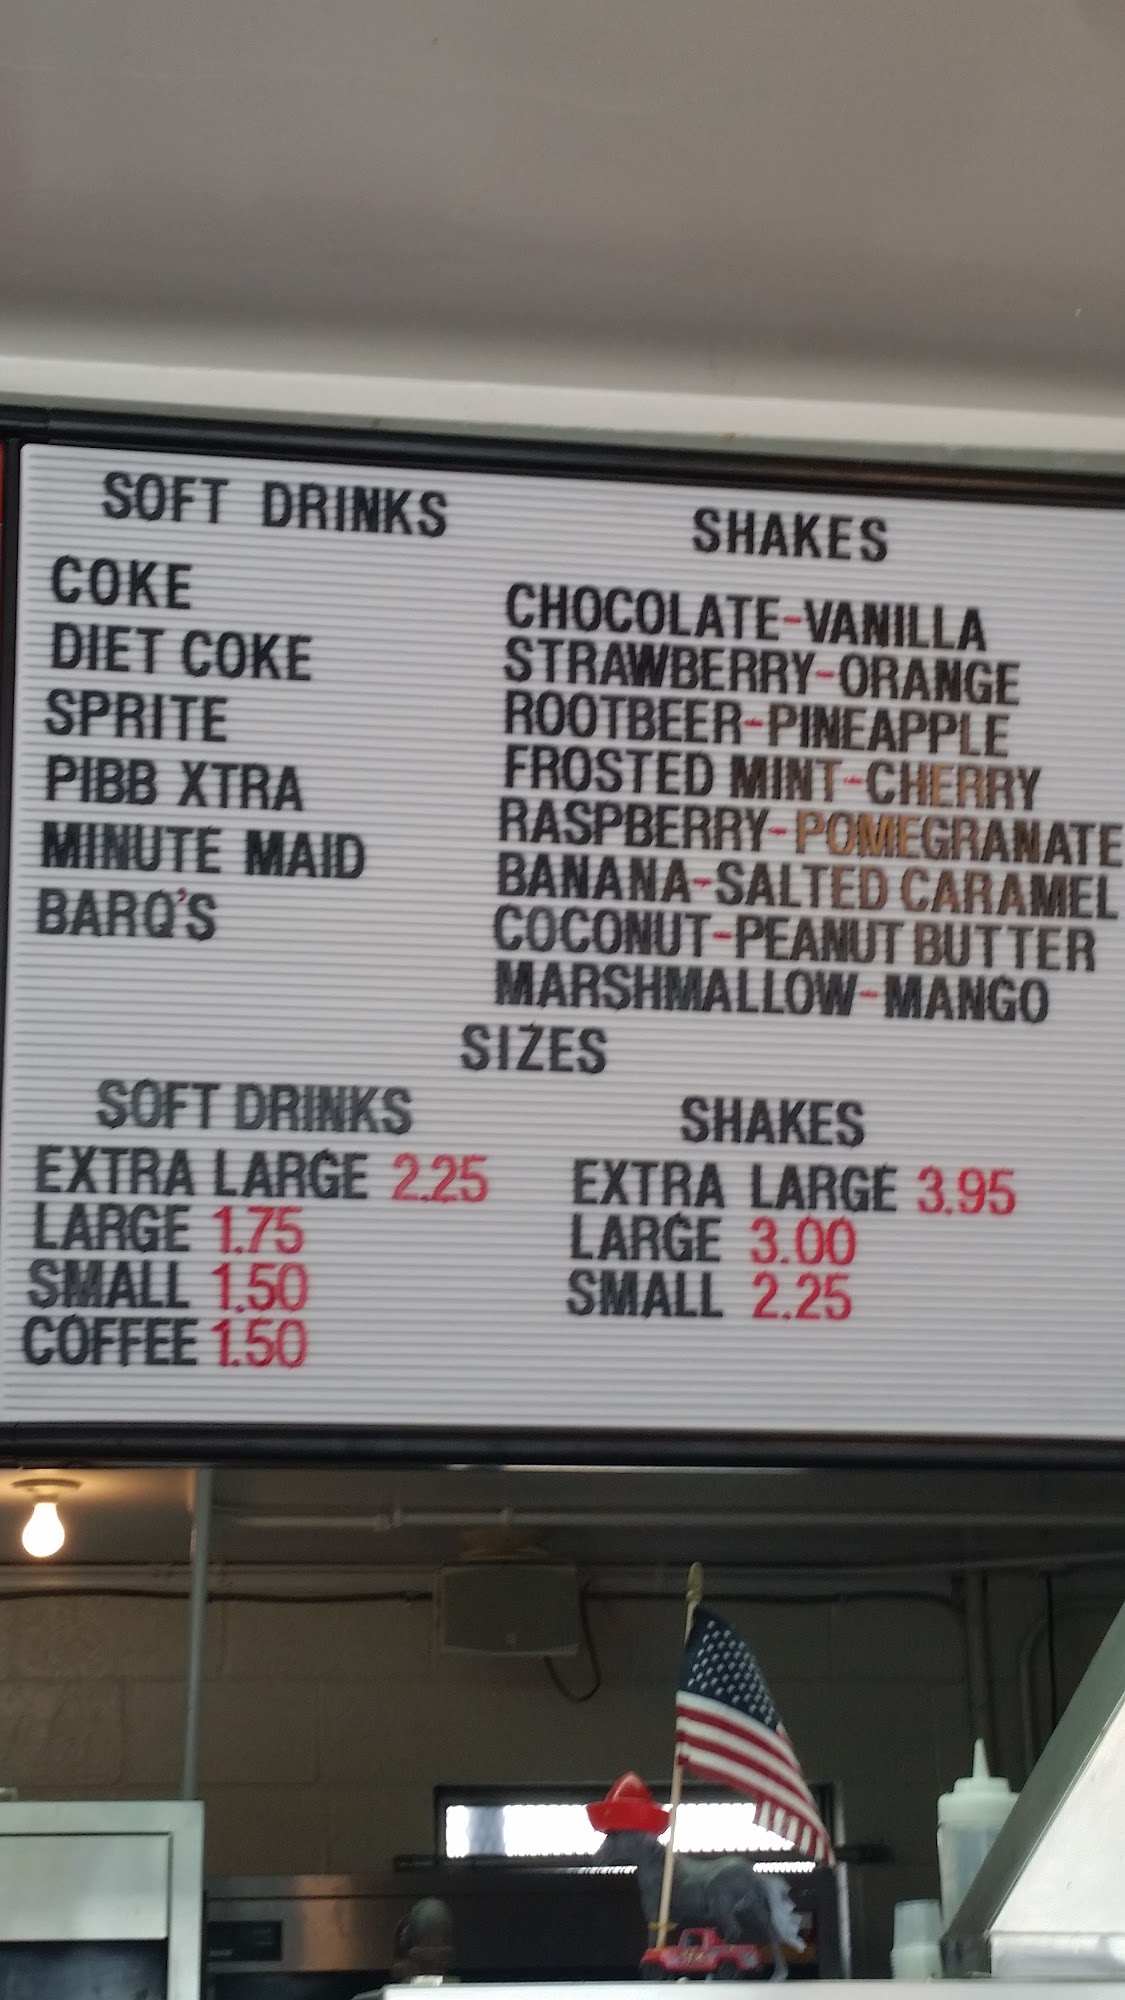 SOFT DRINKS
COKE
DIET COKE
SPRITE
PIBB XTRA
MINUTE MAID
BARQ'S
SHAKES
CHOCOLATE-VANILLA
STRAWBERRY-ORANGE
ROOTBEER-PINEAPPLE
FROSTED MINT-CHERRY
RASPBERRY-POMEGRANATE
BANANA-SALTED CARAMEL
COCONUT-PEANUT BUTTER
MARSHMALLOW-MANGO
SIZES
SOFT DRINKS
EXTRA LARGE 2.25
LARGE 1.75
SMALL 1.50
COFFEE 1.50
SHAKES
EXTRA LARGE 3.95
LARGE 3.00
SMALL 2.25